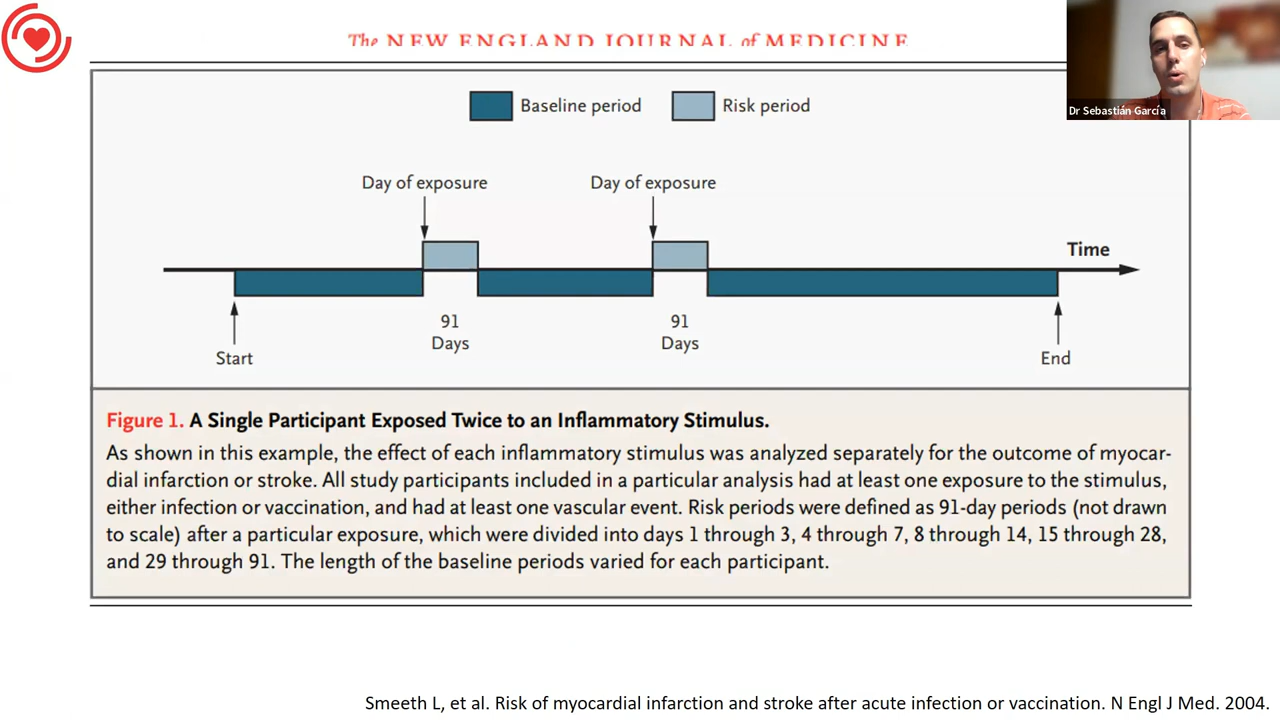 The NEW ENGLAND JOURNAL of MEDICINE
Dr Sebastián García
Baseline period
Risk period
Day of exposure
Day of exposure
Time
91
Days
91
Days
Start
End
Figure 1. A Single Participant Exposed Twice to an Inflammatory Stimulus.
As shown in this example, the effect of each inflammatory stimulus was analyzed separately for the outcome of myocar-
dial infarction or stroke. All study participants included in a particular analysis had at least one exposure to the stimulus,
either infection or vaccination, and had at least one vascular event. Risk periods were defined as 91-day periods (not drawn
to scale) after a particular exposure, which were divided into days 1 through 3, 4 through 7, 8 through 14, 15 through 28,
and 29 through 91. The length of the baseline periods varied for each participant.
Smeeth L, et al. Risk of myocardial infarction and stroke after acute infection or vaccination. N Engl J Med. 2004.